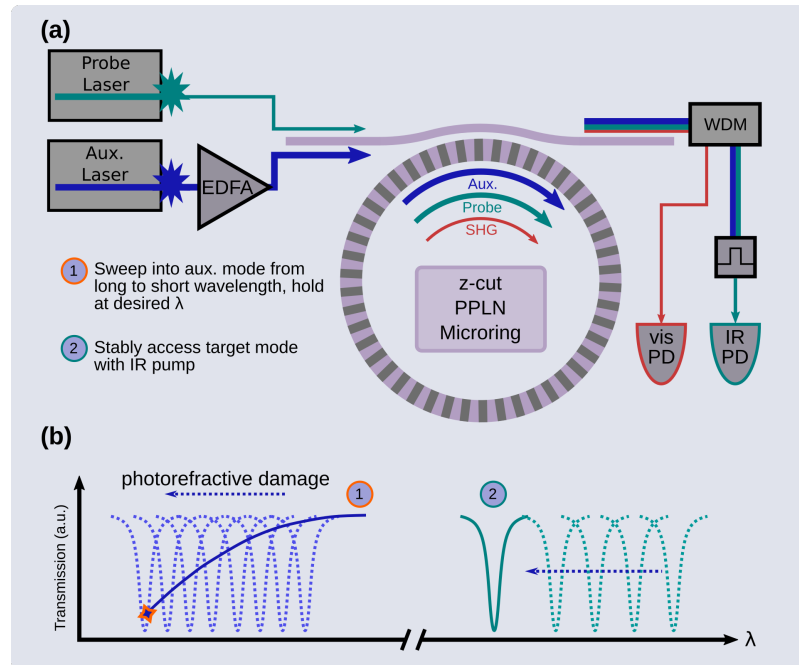 (a)
Probe
Laser
Aux.
Laser
EDFA
WDM
Aux.
Probe
SHG
1 Sweep into aux. mode from
long to short wavelength, hold
at desired λ
z-cut
PPLN
Microring
2 Stably access target mode
with IR pump
vis
PD
IR
PD
(b)
photorefractive damage
1
2
Transmission (a.u.)
λ